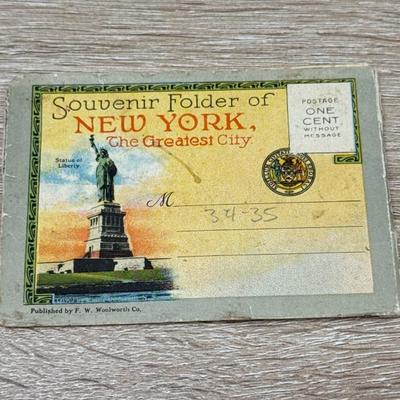 Souvenir Folder of
NEW YORK,
The Greatest City.
POSTAGE
ONE
CENT
WITHOUT
MESSAGE
Statue of
Liberty.
M
34-35
Published by F. W. Woolworth Co.